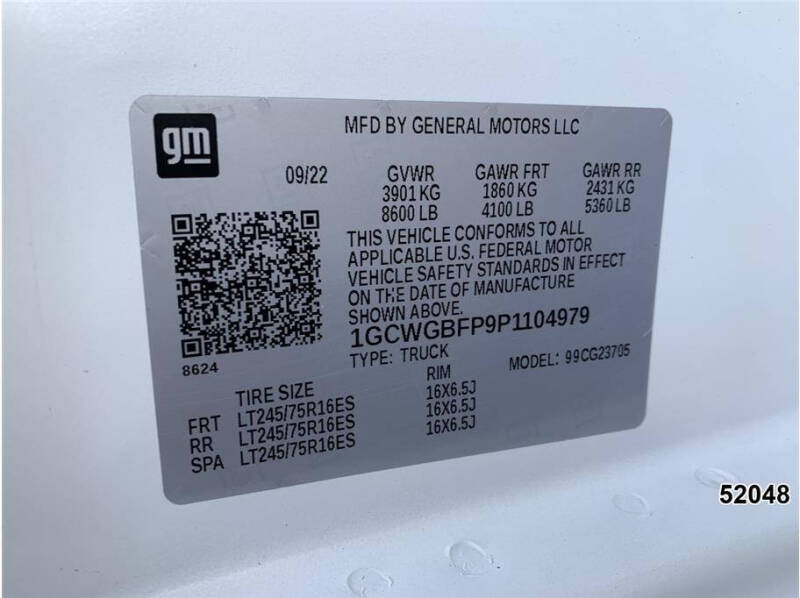 gm
MFD BY GENERAL MOTORS LLC
09/22 GVWR GAWR FRT GAWR RR
3901 KG 1860 KG 2431 KG
8600 LB 4100 LB 5360 LB
THIS VEHICLE CONFORMS TO ALL
APPLICABLE U.S. FEDERAL MOTOR
VEHICLE SAFETY STANDARDS IN EFFECT
ON THE DATE OF MANUFACTURE
SHOWN ABOVE.
1GCWGBFP9P1104979
8624
TYPE: TRUCK MODEL: 99CG23705
TIRE SIZE RIM
FRT LT245/75R16ES 16X6.5J
RR LT245/75R16ES 16X6.5J
SPA LT245/75R16ES 16X6.5J
52048